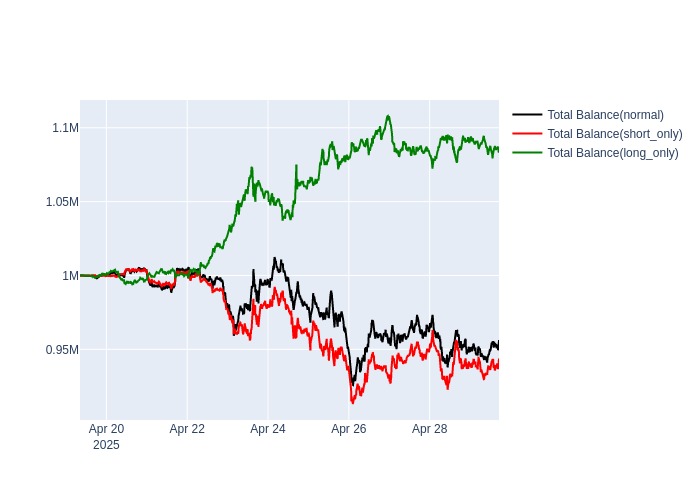 Total Balance(normal)
Total Balance(short_only)
Total Balance(long_only)
1.1M
1.05M
1M
0.95M
Apr 20 Apr 22 Apr 24 Apr 26 Apr 28
2025